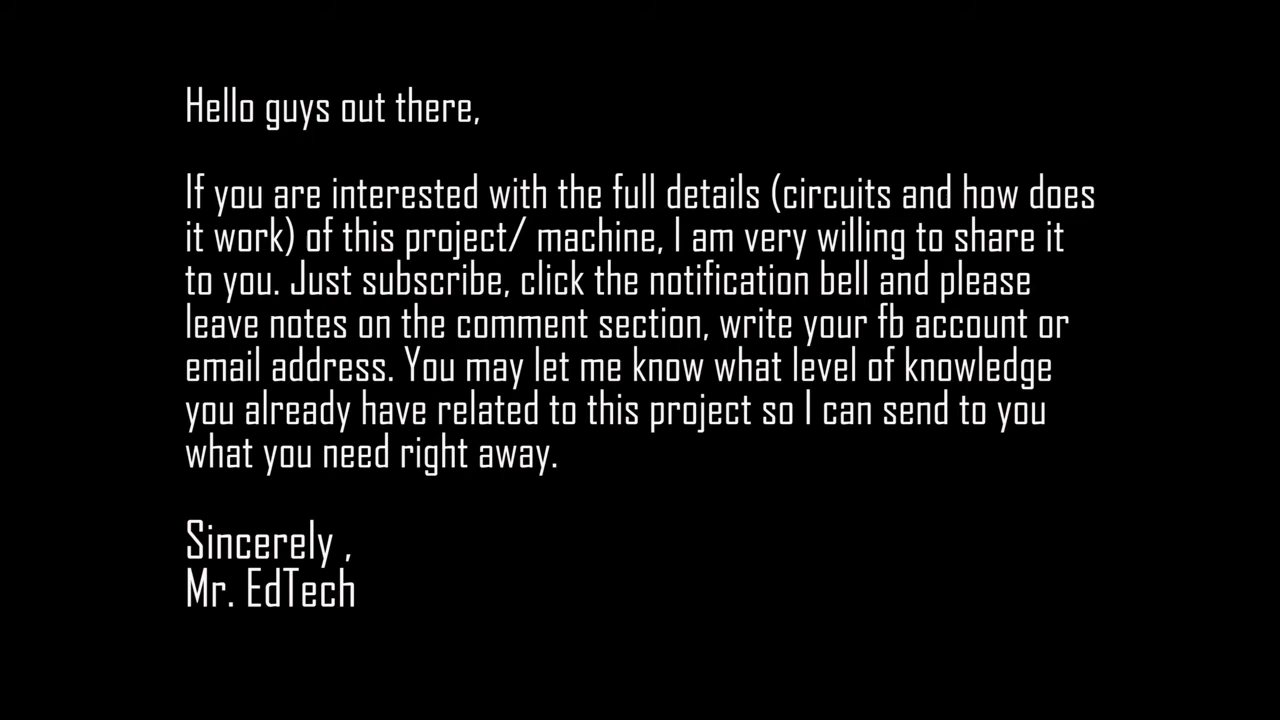 Hello guys out there,
If you are interested with the full details (circuits and how does
it work) of this project/ machine, I am very willing to share it
to you. Just subscribe, click the notification bell and please
leave notes on the comment section, write your fb account or
email address. You may let me know what level of knowledge
you already have related to this project so I can send to you
what you need right away.
Sincerely ,
Mr. EdTech